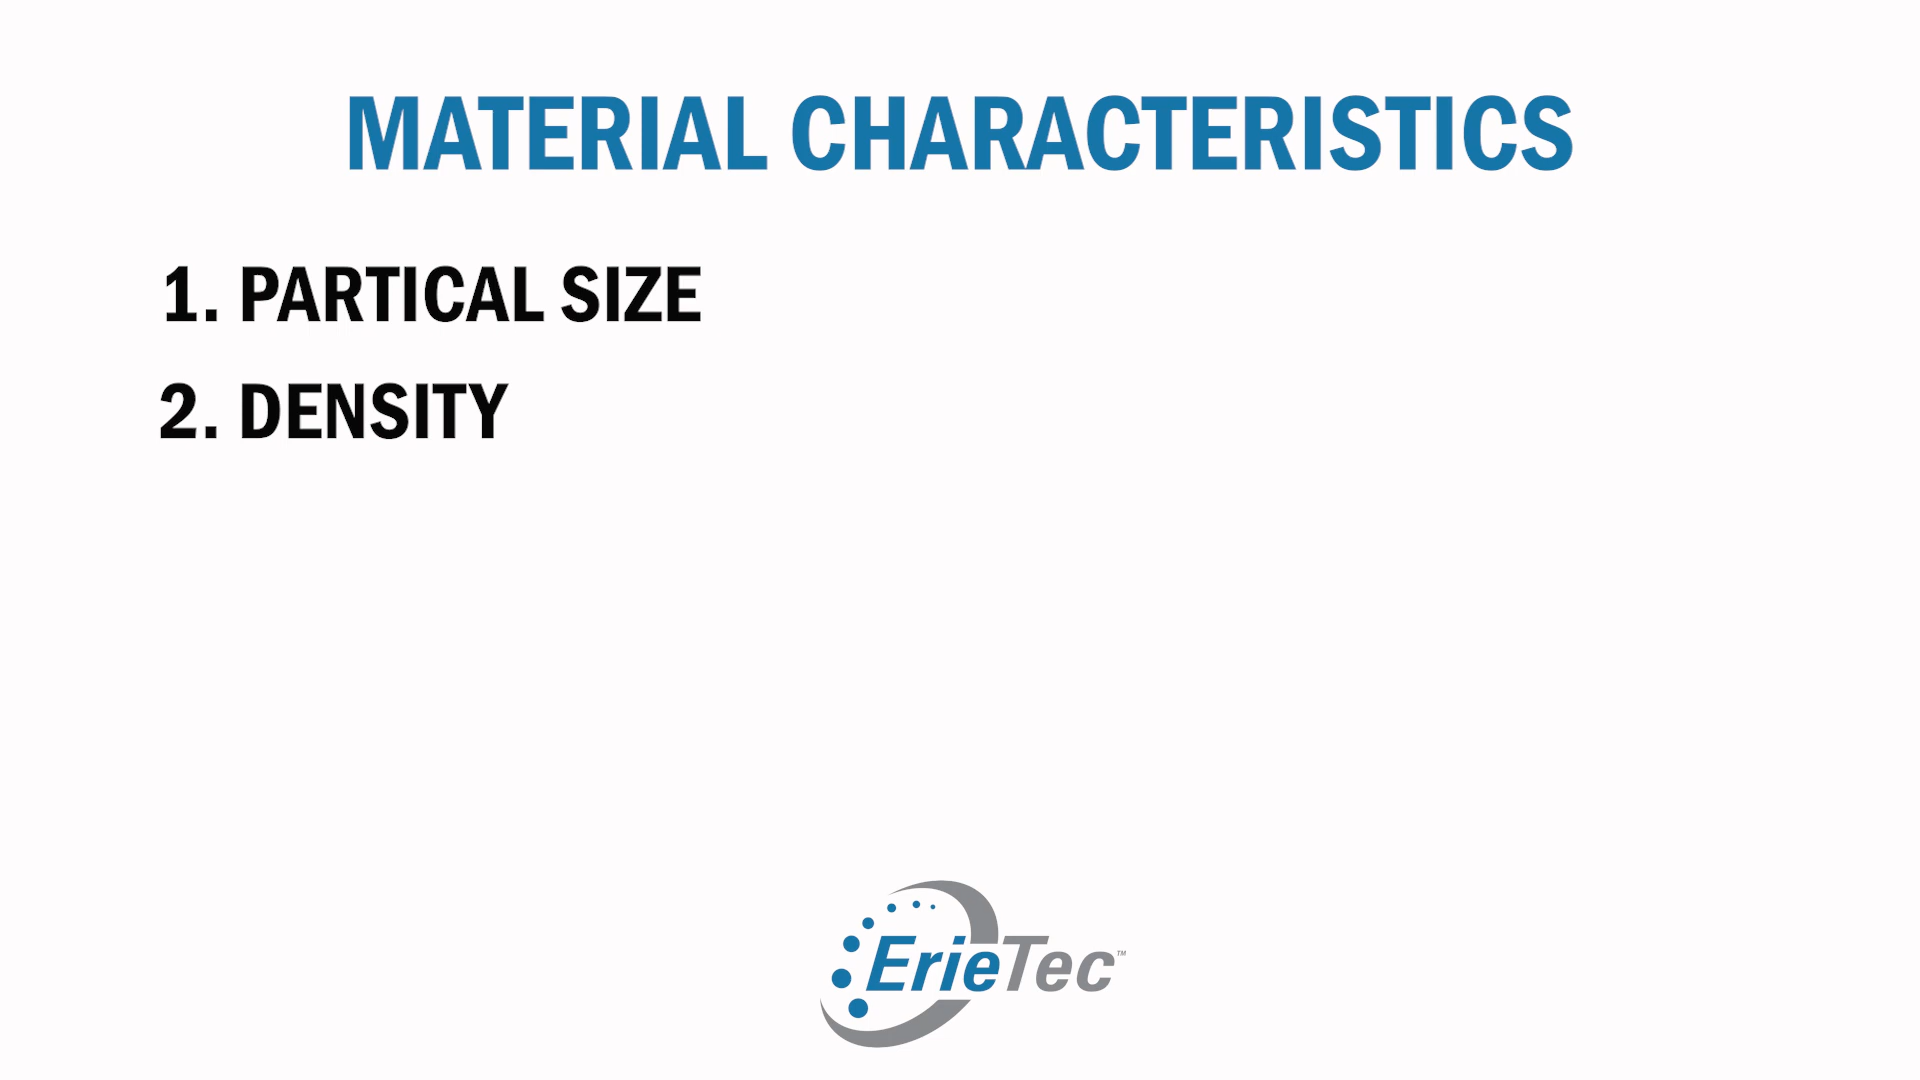 MATERIAL CHARACTERISTICS
1. PARTICAL SIZE
2. DENSITY
ErieTec™